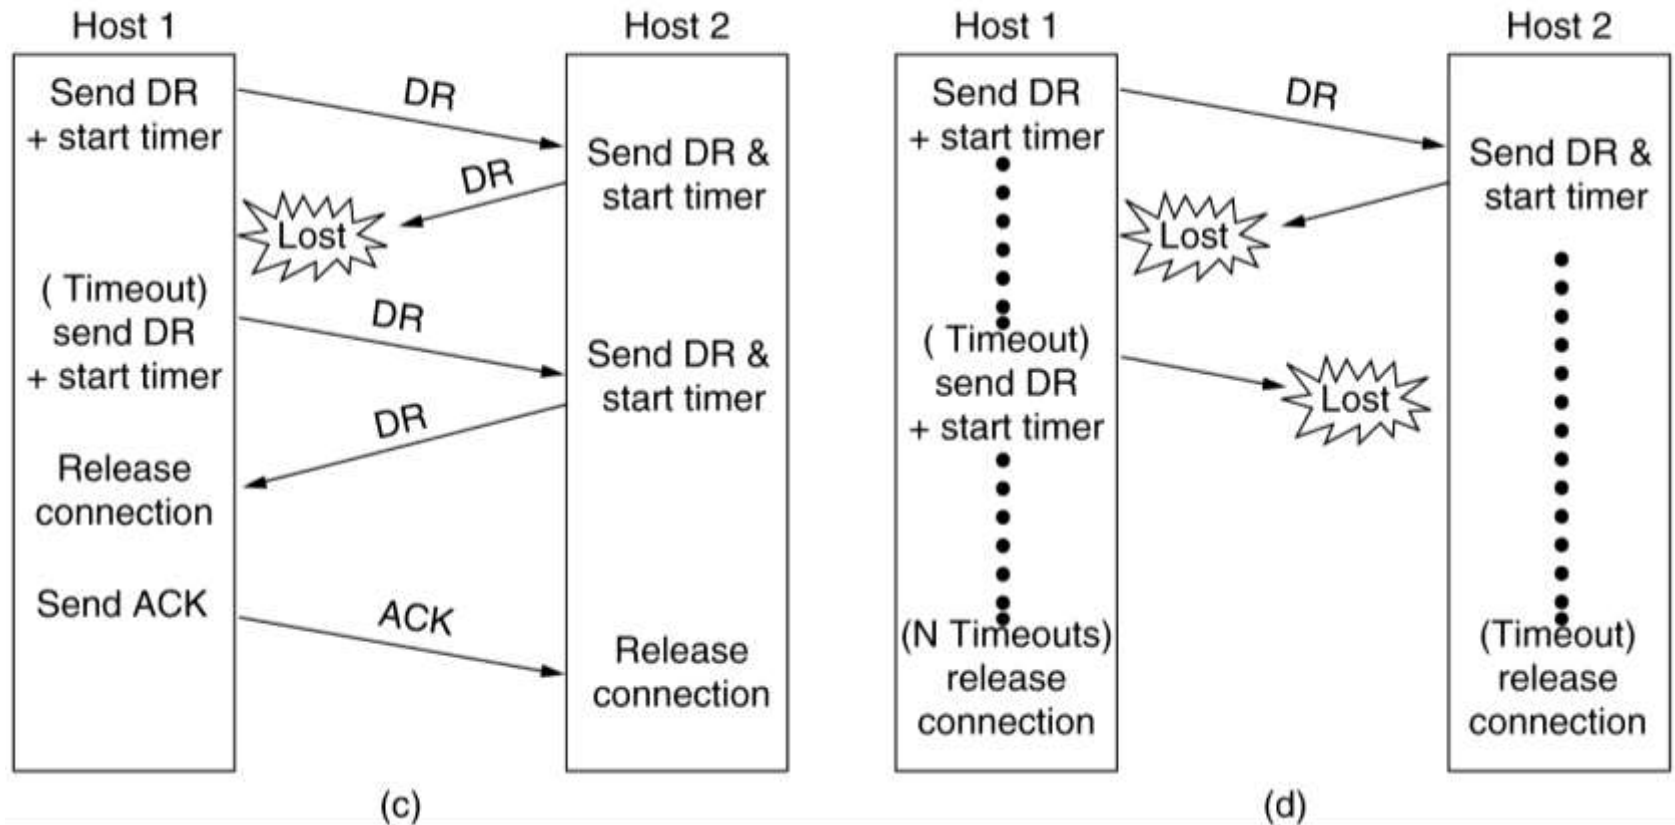 Host 1
Host 2
Send DR
+ start timer
DR
Send DR &
start timer
DR
Lost
( Timeout)
send DR
+ start timer
DR
Send DR &
start timer
DR
Release
connection
Send ACK
ACK
Release
connection
(c)
Host 1
Host 2
Send DR
+ start timer
DR
Send DR &
start timer
Lost
( Timeout)
send DR
+ start timer
Lost
(N Timeouts)
release
connection
(Timeout)
release
connection
(d)